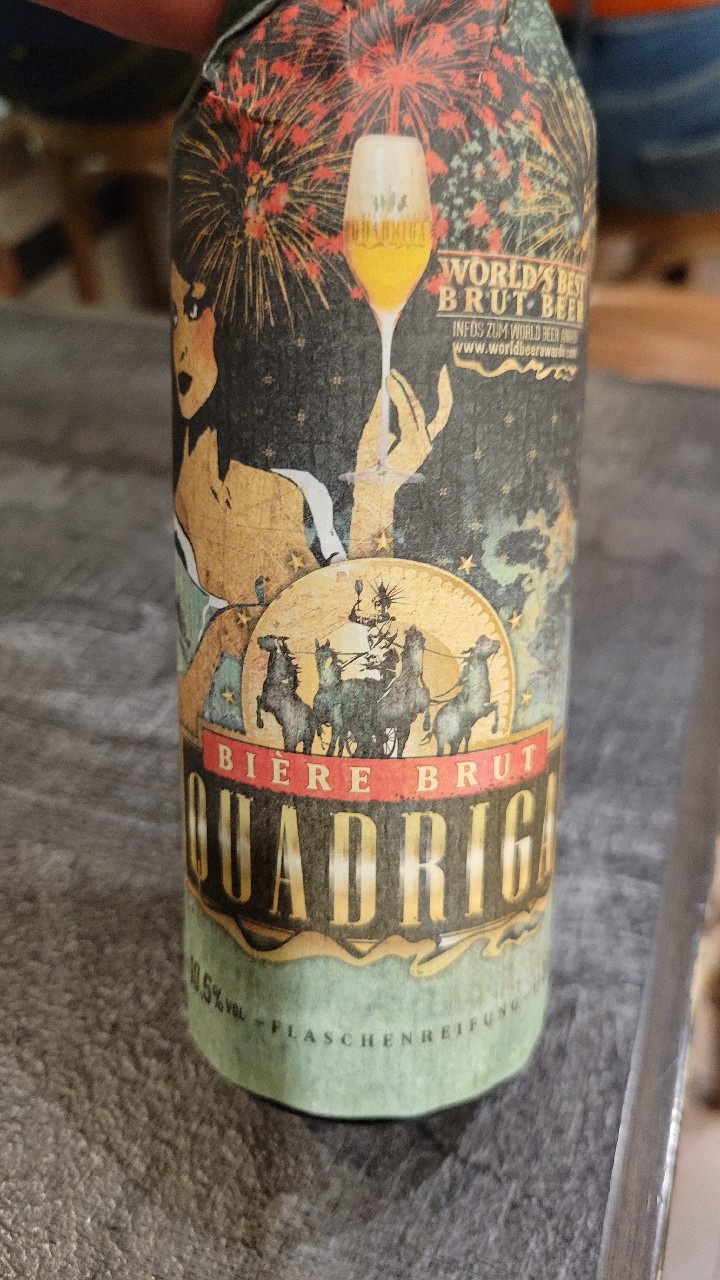 QUADRIGA
WORLD'S BEST
BRUT BEER
INFOS ZUM WORLD BEER
www.worldbeerawards.com
BIÈRE BRUT
QUADRIGA
10,5% VOL
FLASCHENREIFUNG